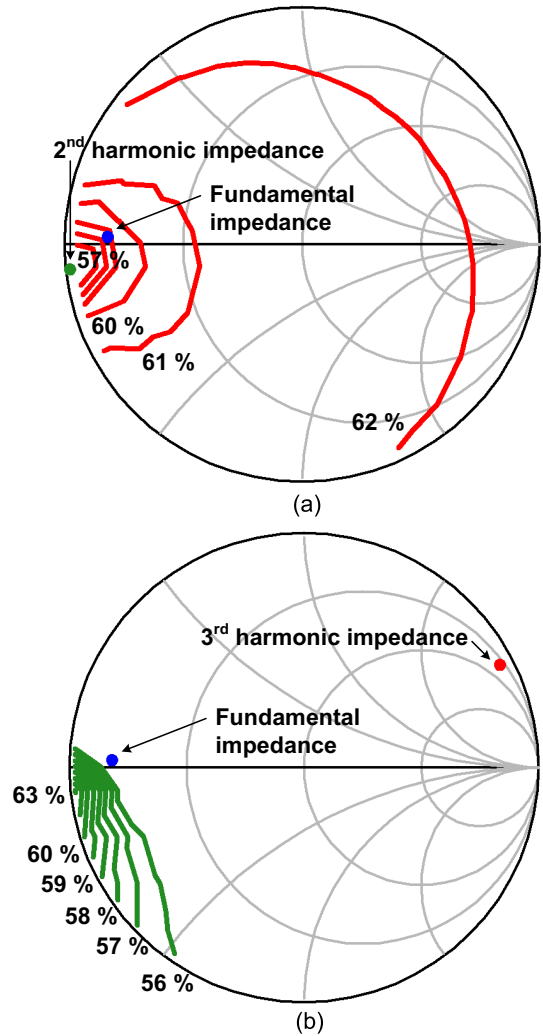 2nd harmonic impedance
Fundamental
impedance
57 %
60 %
61 %
62 %
(a)
3rd harmonic impedance
Fundamental
impedance
63 %
60 %
59 %
58 %
57 %
56 %
(b)